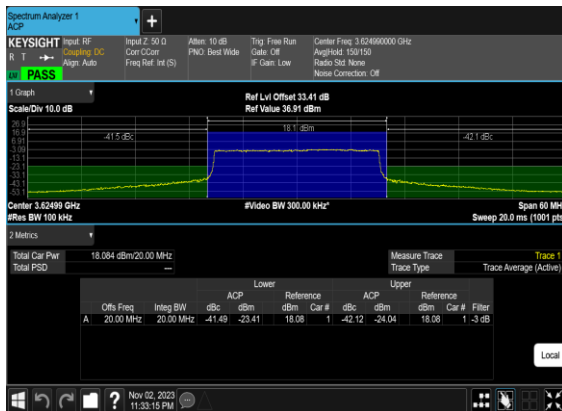 Spectrum Analyzer 1
ACP
KEYSIGHT Input: RF Input Z: 50 Ω Atten: 10 dB Trig: Free Run Center Freq: 3.624990000 GHz
R T Coupling: DC Corr CCorr PNO: Best Wide Gate: Off Avg|Hold: 150/150
Align: Auto Freq Ref: Int (S) IF Gain: Low Radio Std: None
PASS Noise Correction: Off
1 Graph
Ref Lvl Offset 33.41 dB
Scale/Div 10.0 dB Ref Value 36.91 dBm
26.9
16.9 18.1 dBm
6.91 -41.5 dBc -42.1 dBc
-3.09
-13.1
-23.1
-33.1
-43.1
-53.1
Center 3.62499 GHz #Video BW 300.00 kHz* Span 60 MH
#Res BW 100 kHz Sweep 20.0 ms (1001 pts
2 Metrics
Total Car Pwr 18.084 dBm/20.00 MHz Measure Trace Trace 1
Total PSD --- Trace Type Trace Average (Active)
Lower Upper
ACP Reference ACP Reference
Offs Freq Integ BW dBc dBm dBm Car # dBc dBm dBm Car # Filter
A 20.00 MHz 20.00 MHz -41.49 -23.41 18.08 1 -42.12 -24.04 18.08 1 -3 dB
Local
Nov 02, 2023
11:33:15 PM